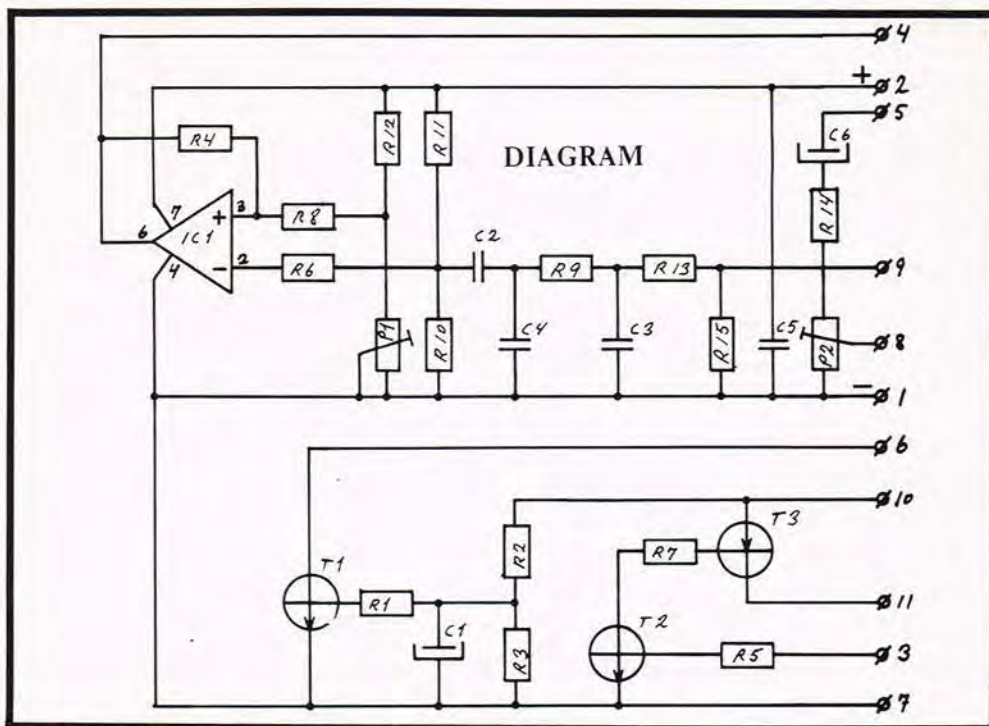 4
+ 2
5
R12 R11 C6
R4 DIAGRAM
R14
7
3
+ R8
6 IC1 C2
2
- R6 R9 R13 9
4
P1 R10 C4 C3 R15 C5 P2 8
- 1
6
10
T3
R2 R7
T1
R1 11
C1 T2
R3 R5 3
7